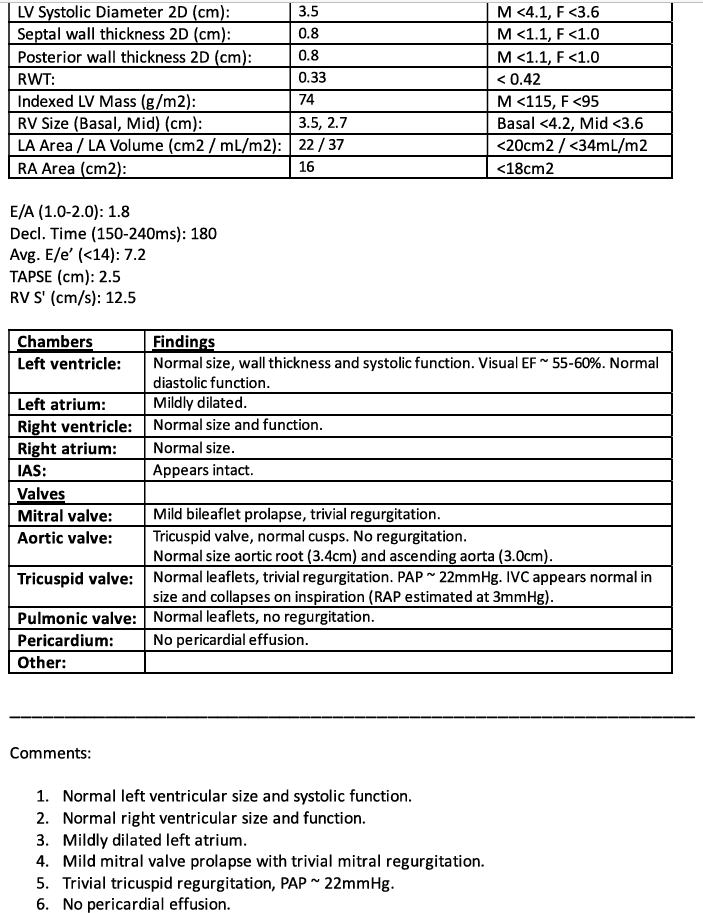 LV Systolic Diameter 2D (cm): 3.5 M <4.1, F <3.6
Septal wall thickness 2D (cm): 0.8 M <1.1, F <1.0
Posterior wall thickness 2D (cm): 0.8 M <1.1, F <1.0
RWT: 0.33 < 0.42
Indexed LV Mass (g/m2): 74 M <115, F <95
RV Size (Basal, Mid) (cm): 3.5, 2.7 Basal <4.2, Mid <3.6
LA Area / LA Volume (cm2 / mL/m2): 22 / 37 <20cm2 / <34mL/m2
RA Area (cm2): 16 <18cm2
E/A (1.0-2.0): 1.8
Decl. Time (150-240ms): 180
Avg. E/e’ (<14): 7.2
TAPSE (cm): 2.5
RV S' (cm/s): 12.5
Chambers Findings
Left ventricle: Normal size, wall thickness and systolic function. Visual EF ~ 55-60%. Normal
diastolic function.
Left atrium: Mildly dilated.
Right ventricle: Normal size and function.
Right atrium: Normal size.
IAS: Appears intact.
Valves
Mitral valve: Mild bileaflet prolapse, trivial regurgitation.
Aortic valve: Tricuspid valve, normal cusps. No regurgitation.
Normal size aortic root (3.4cm) and ascending aorta (3.0cm).
Tricuspid valve: Normal leaflets, trivial regurgitation. PAP ~ 22mmHg. IVC appears normal in
size and collapses on inspiration (RAP estimated at 3mmHg).
Pulmonic valve: Normal leaflets, no regurgitation.
Pericardium: No pericardial effusion.
Other:
Comments:
1. Normal left ventricular size and systolic function.
2. Normal right ventricular size and function.
3. Mildly dilated left atrium.
4. Mild mitral valve prolapse with trivial mitral regurgitation.
5. Trivial tricuspid regurgitation, PAP ~ 22mmHg.
6. No pericardial effusion.